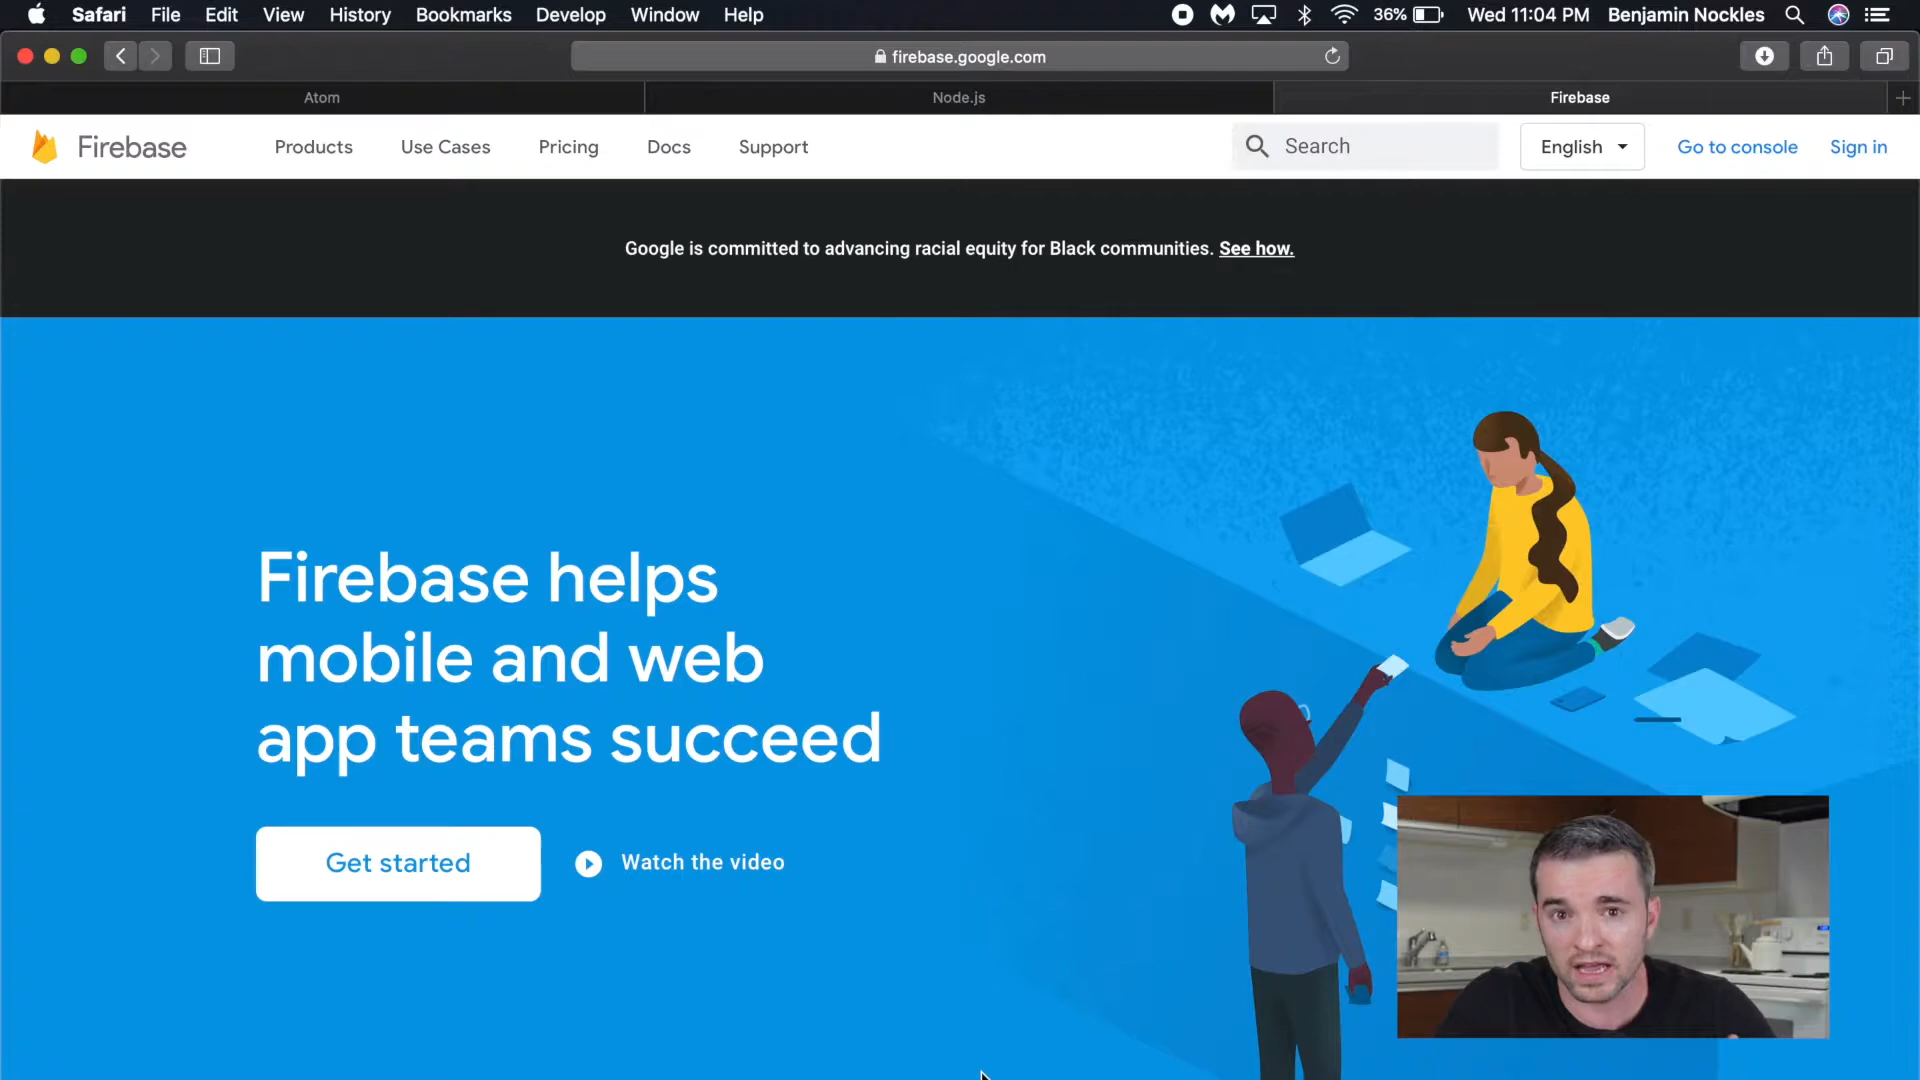 Safari File Edit View History Bookmarks Develop Window Help 36% Wed 11:04 PM Benjamin Nockles
firebase.google.com
Atom Node.js Firebase
Firebase Products Use Cases Pricing Docs Support Search English Go to console Sign in
Google is committed to advancing racial equity for Black communities. See how.
Firebase helps
mobile and web
app teams succeed
Get started Watch the video